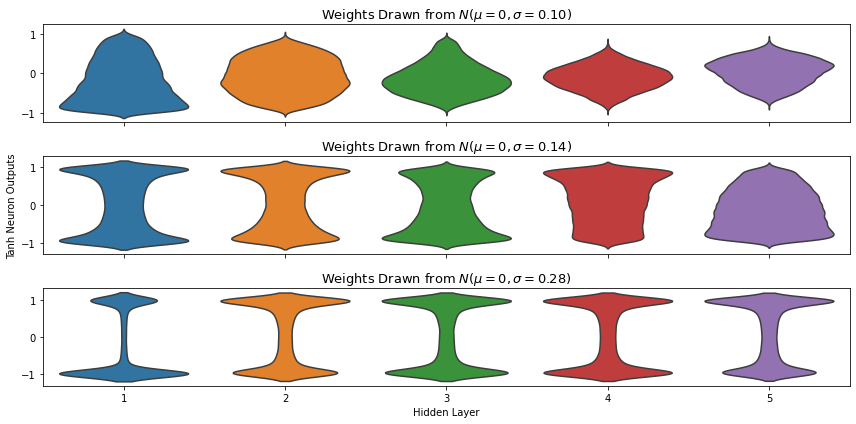 Weights Drawn from N(μ = 0, σ = 0.10)
1
0
−1
Weights Drawn from N(μ = 0, σ = 0.14)
1
0
−1
Tanh Neuron Outputs
Weights Drawn from N(μ = 0, σ = 0.28)
1
0
−1
1 2 3 4 5
Hidden Layer